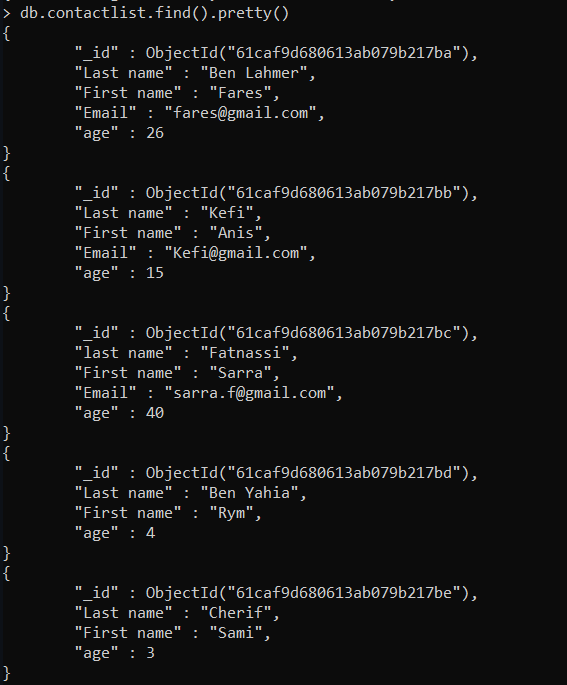 > db.contactlist.find().pretty()
{
        "_id" : ObjectId("61caf9d680613ab079b217ba"),
        "Last name" : "Ben Lahmer",
        "First name" : "Fares",
        "Email" : "fares@gmail.com",
        "age" : 26
}
{
        "_id" : ObjectId("61caf9d680613ab079b217bb"),
        "Last name" : "Kefi",
        "First name" : "Anis",
        "Email" : "Kefi@gmail.com",
        "age" : 15
}
{
        "_id" : ObjectId("61caf9d680613ab079b217bc"),
        "last name" : "Fatnassi",
        "First name" : "Sarra",
        "Email" : "sarra.f@gmail.com",
        "age" : 40
}
{
        "_id" : ObjectId("61caf9d680613ab079b217bd"),
        "Last name" : "Ben Yahia",
        "First name" : "Rym",
        "age" : 4
}
{
        "_id" : ObjectId("61caf9d680613ab079b217be"),
        "Last name" : "Cherif",
        "First name" : "Sami",
        "age" : 3
}